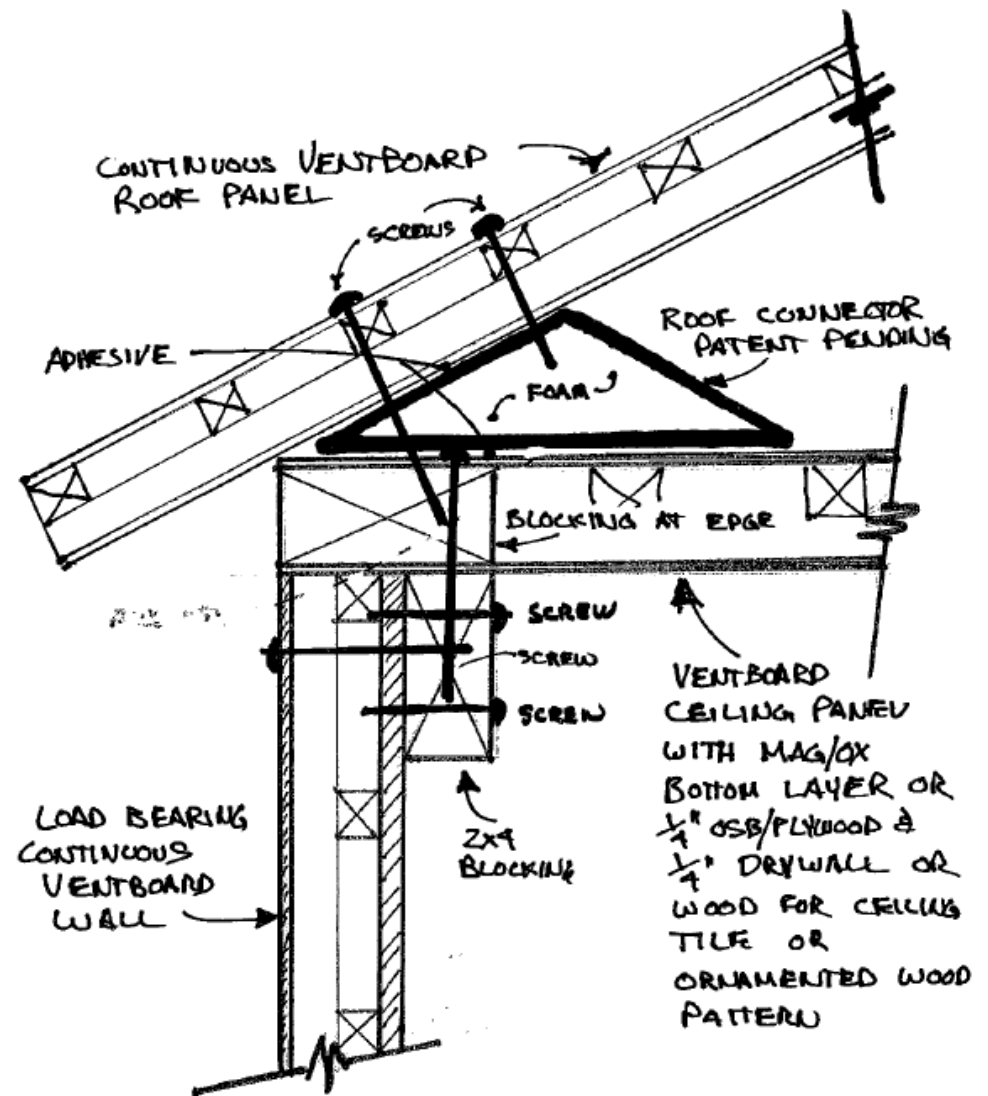 CONTINUOUS VENTBOARD
ROOF PANEL
SCREWS
ADHESIVE
ROOF CONNECTOR
PATENT PENDING
FOAM
BLOCKING AT EDGE
SCREW
SCREW
SCREW
2x4
BLOCKING
LOAD BEARING
CONTINUOUS
VENTBOARD
WALL
VENTBOARD
CEILING PANEL
WITH MAG/OX
BOTTOM LAYER OR
1/4" OSB/PLYWOOD &
1/4" DRYWALL OR
WOOD FOR CEILING
TILE OR
ORNAMENTED WOOD
PATTERN